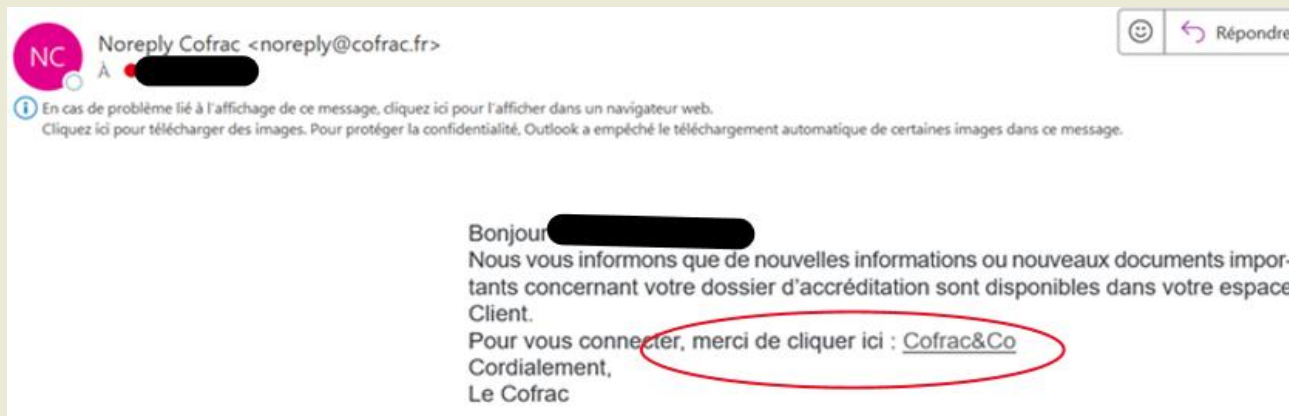 NC
Noreply Cofrac <noreply@cofrac.fr>
À
Répondre
En cas de problème lié à l'affichage de ce message, cliquez ici pour l'afficher dans un navigateur web.
Cliquez ici pour télécharger des images. Pour protéger la confidentialité, Outlook a empêché le téléchargement automatique de certaines images dans ce message.
Bonjour
Nous vous informons que de nouvelles informations ou nouveaux documents impor-
tants concernant votre dossier d'accréditation sont disponibles dans votre espace
Client.
Pour vous connecter, merci de cliquer ici : Cofrac&Co
Cordialement,
Le Cofrac